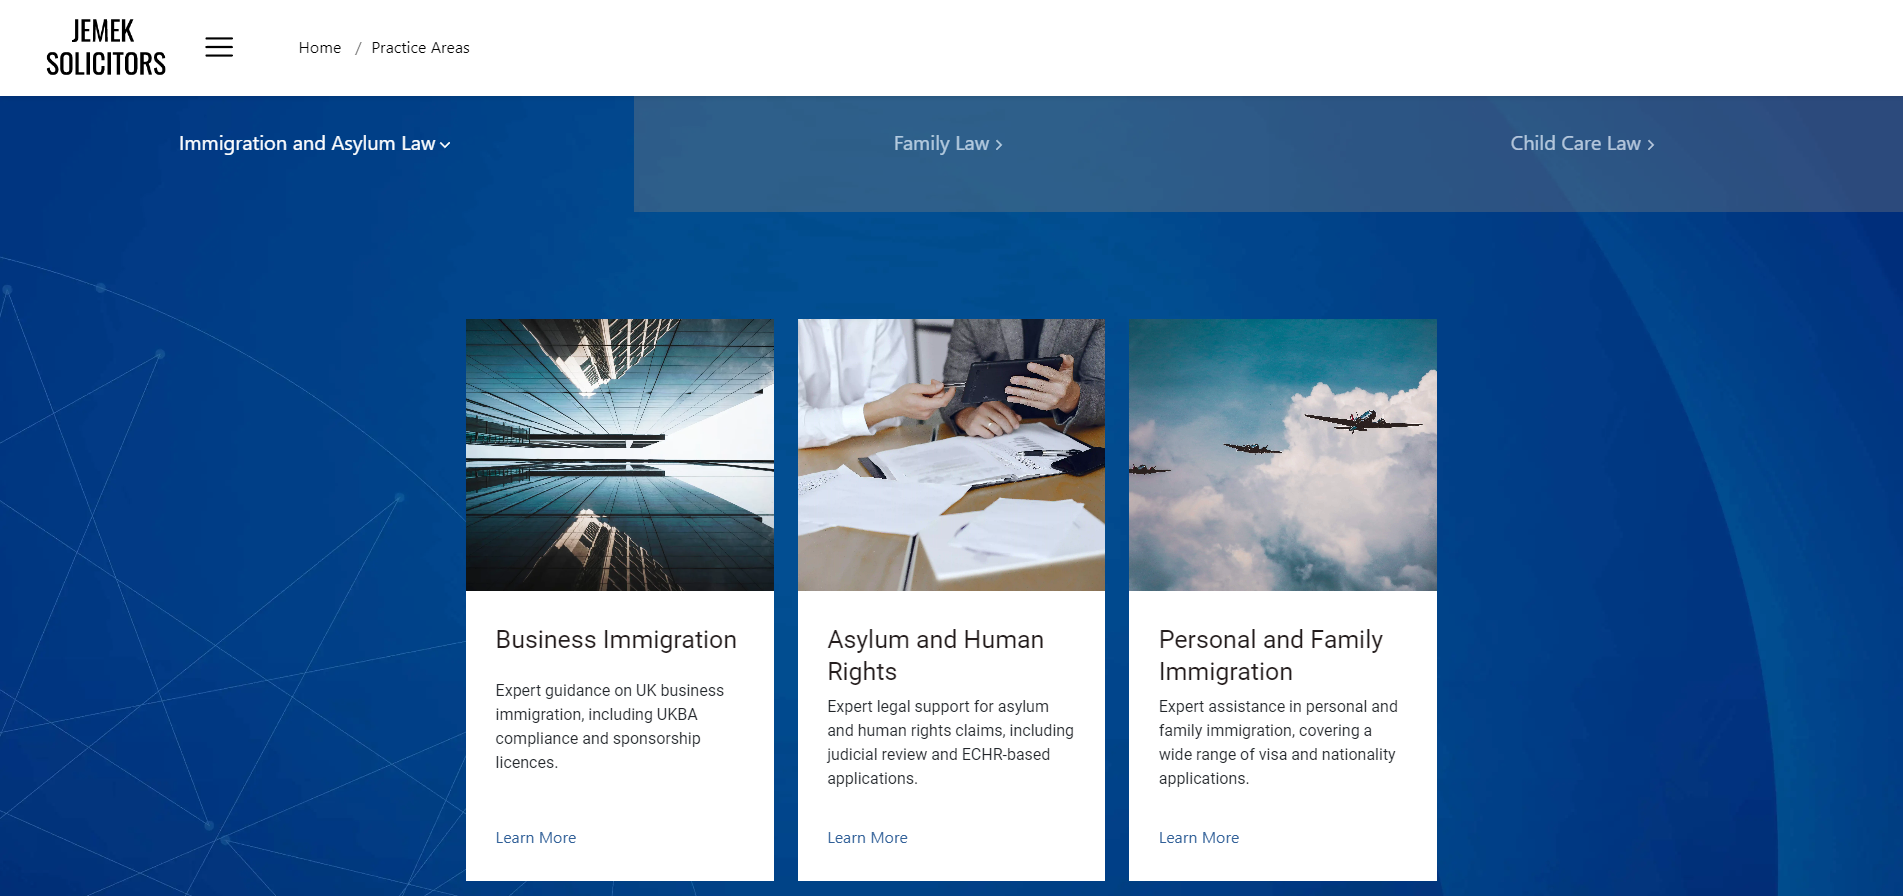 JEMEK
SOLICITORS
Home / Practice Areas
Immigration and Asylum Law
Family Law
Child Care Law
Business Immigration
Expert guidance on UK business
immigration, including UKBA
compliance and sponsorship
licences.
Learn More
Asylum and Human
Rights
Expert legal support for asylum
and human rights claims, including
judicial review and ECHR-based
applications.
Learn More
Personal and Family
Immigration
Expert assistance in personal and
family immigration, covering a
wide range of visa and nationality
applications.
Learn More